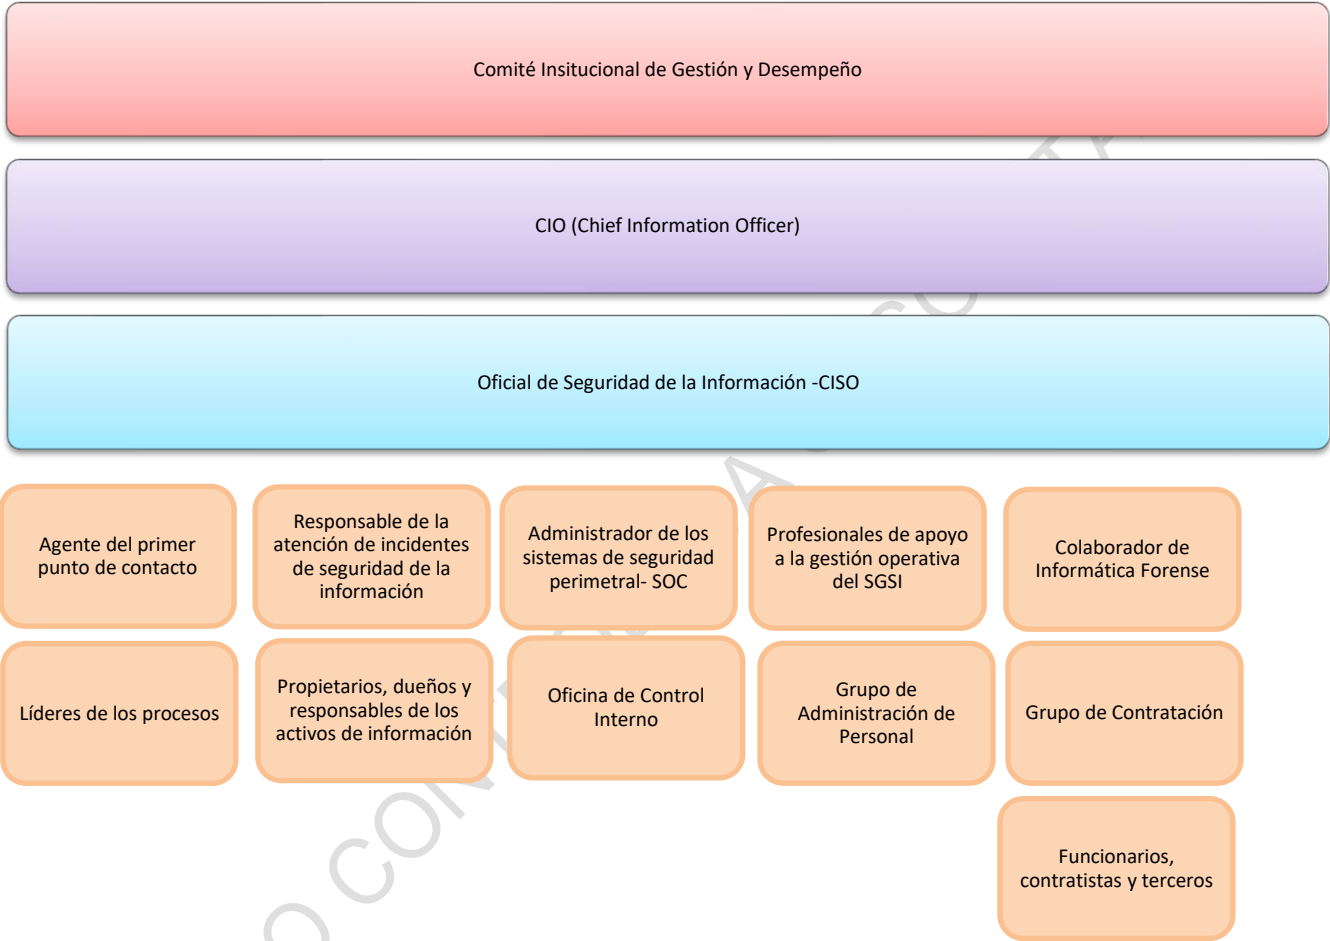 Comité Insitucional de Gestión y Desempeño
CIO (Chief Information Officer)
Oficial de Seguridad de la Información -CISO
Agente del primer
punto de contacto
Responsable de la
atención de incidentes
de seguridad de la
información
Administrador de los
sistemas de seguridad
perimetral- SOC
Profesionales de apoyo
a la gestión operativa
del SGSI
Colaborador de
Informática Forense
Líderes de los procesos
Propietarios, dueños y
responsables de los
activos de información
Oficina de Control
Interno
Grupo de
Administración de
Personal
Grupo de Contratación
Funcionarios,
contratistas y terceros